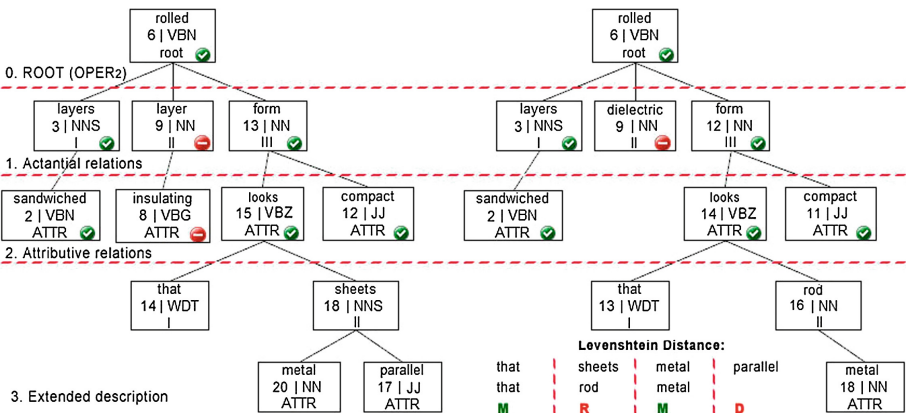 rolled
6 | VBN
root
rolled
6 | VBN
root
0. ROOT (OPER2)
layers
3 | NNS
I
layer
9 | NN
II
form
13 | NN
III
layers
3 | NNS
I
dielectric
9 | NN
II
form
12 | NN
III
1. Actantial relations
sandwiched
2 | VBN
ATTR
insulating
8 | VBG
ATTR
looks
15 | VBZ
ATTR
compact
12 | JJ
ATTR
sandwiched
2 | VBN
ATTR
looks
14 | VBZ
ATTR
compact
11 | JJ
ATTR
2. Attributive relations
that
14 | WDT
I
sheets
18 | NNS
II
that
13 | WDT
I
rod
16 | NN
II
metal
20 | NN
ATTR
parallel
17 | JJ
ATTR
metal
18 | NN
ATTR
3. Extended description
Levenshtein Distance:
that sheets metal parallel
that rod metal
M R M D